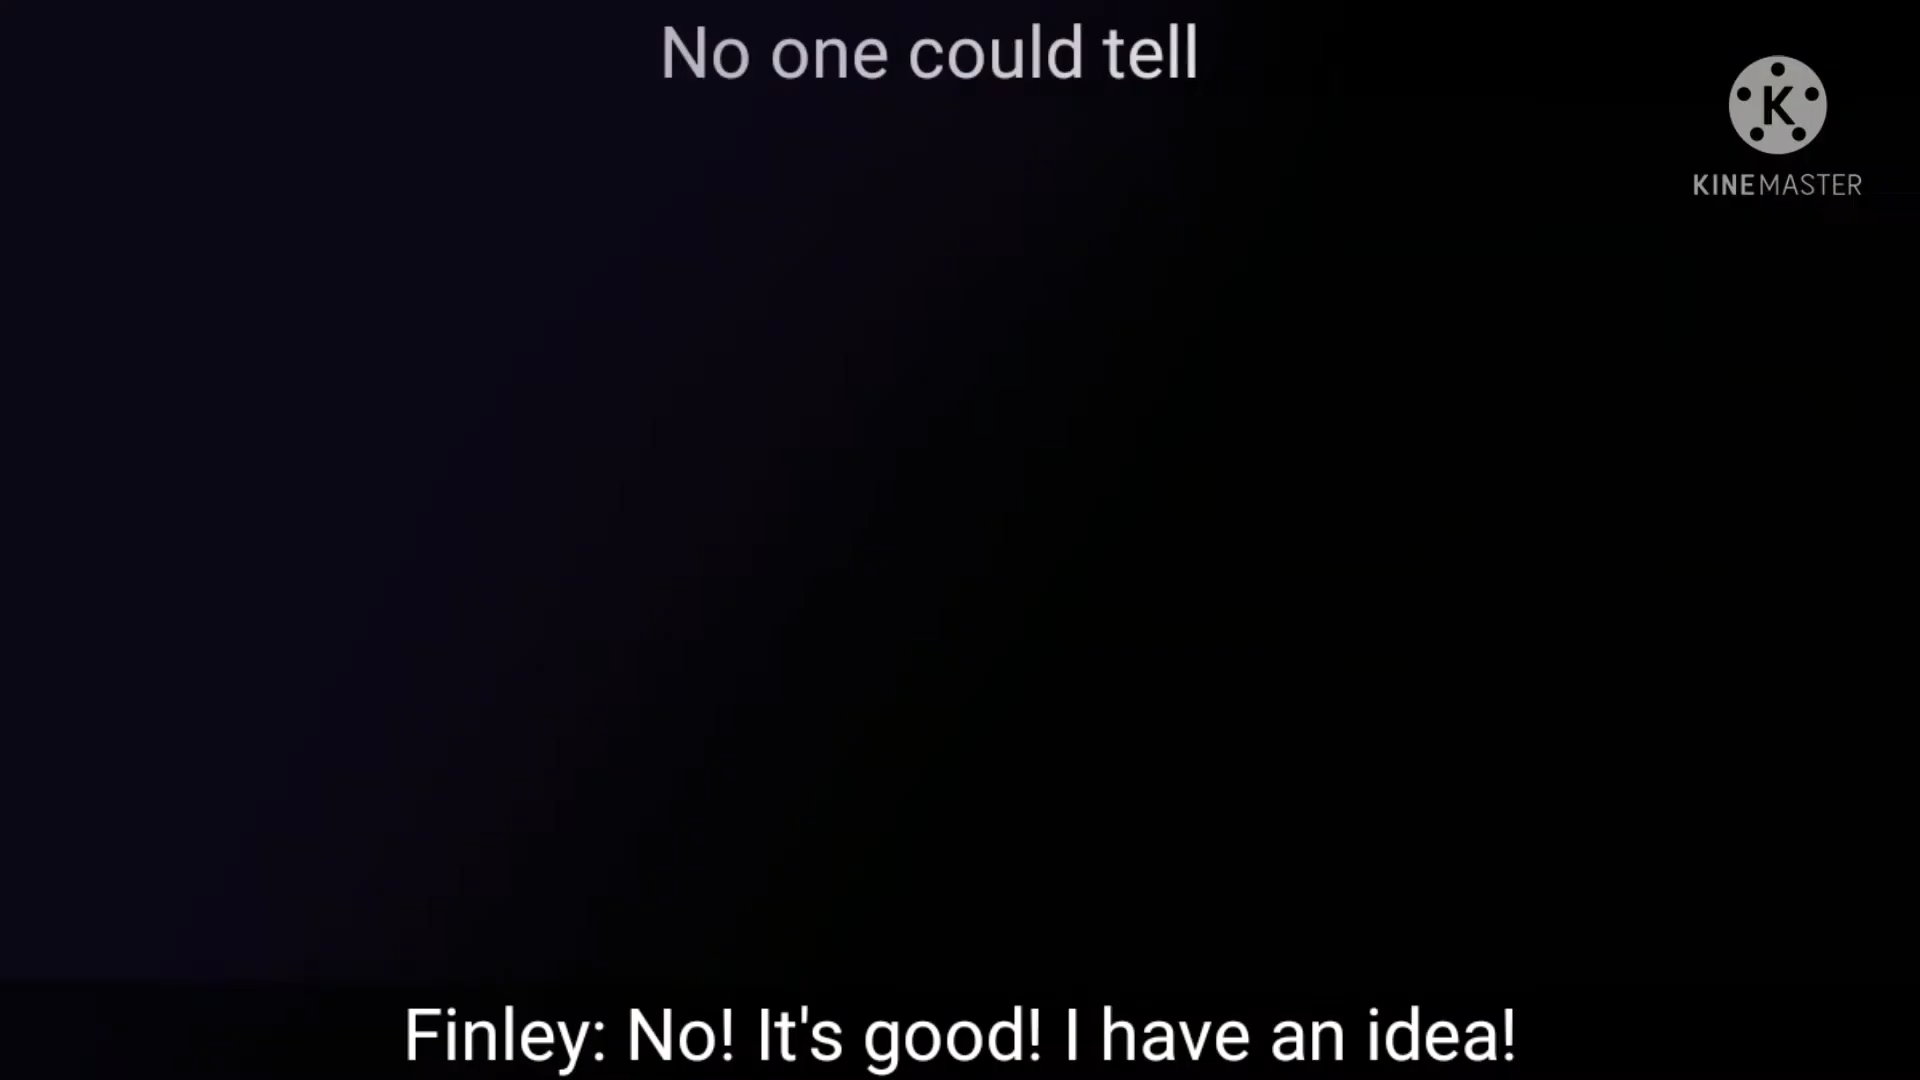 No one could tell
K
KINEMASTER
Finley: No! It's good! I have an idea!